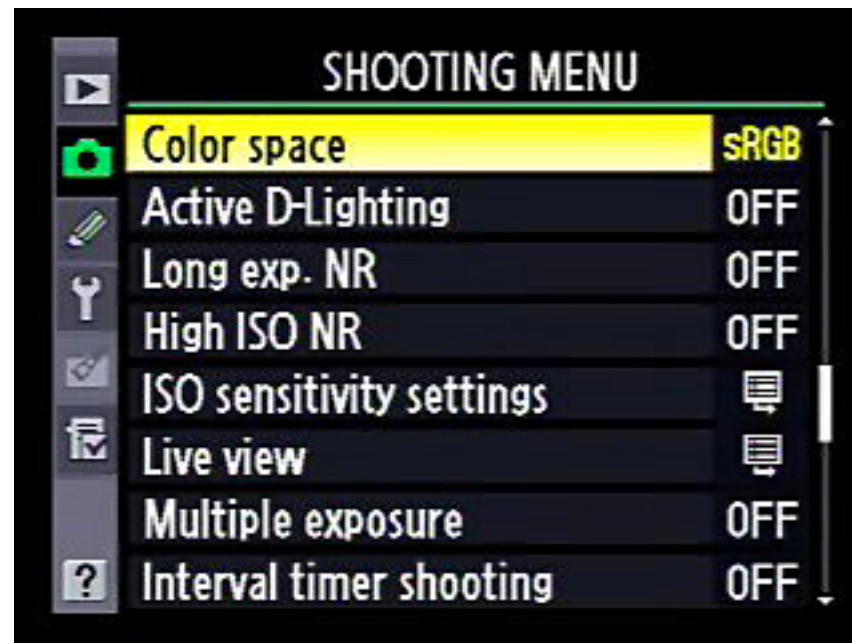 SHOOTING MENU
Color space sRGB
Active D-Lighting OFF
Long exp. NR OFF
High ISO NR OFF
ISO sensitivity settings
Live view
Multiple exposure OFF
? Interval timer shooting OFF